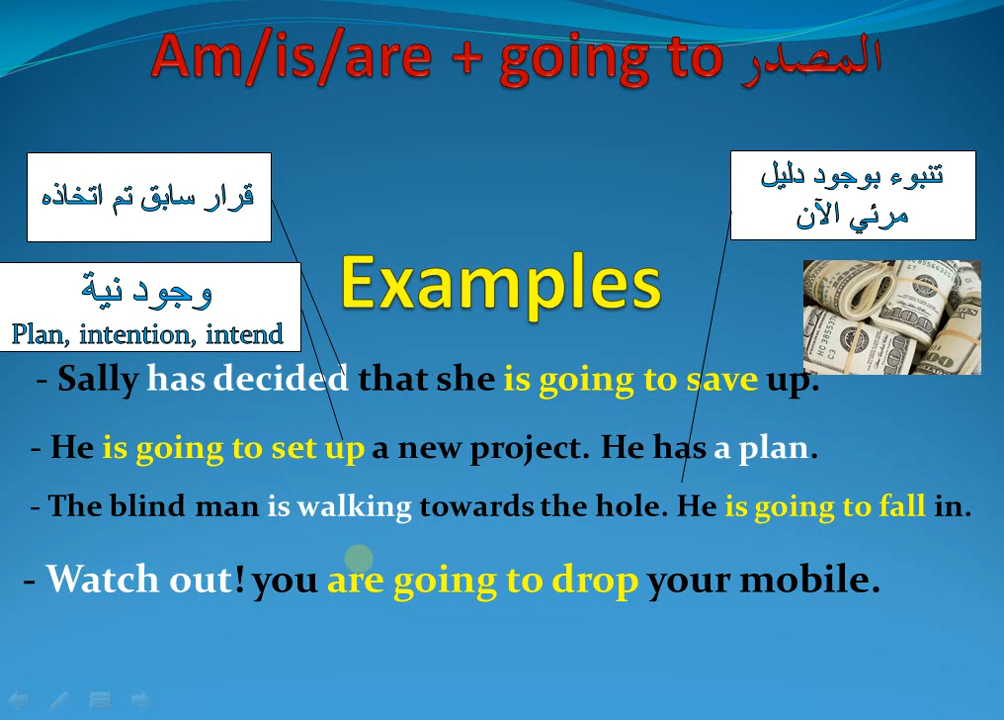 Am/is/are + going to المصدر
قرار سابق تم اتخاذه
تنبوء بوجود دليل
مرئي الآن
وجود نية
Plan, intention, intend
Examples
- Sally has decided that she is going to save up.
- He is going to set up a new project. He has a plan.
- The blind man is walking towards the hole. He is going to fall in.
- Watch out! you are going to drop your mobile.